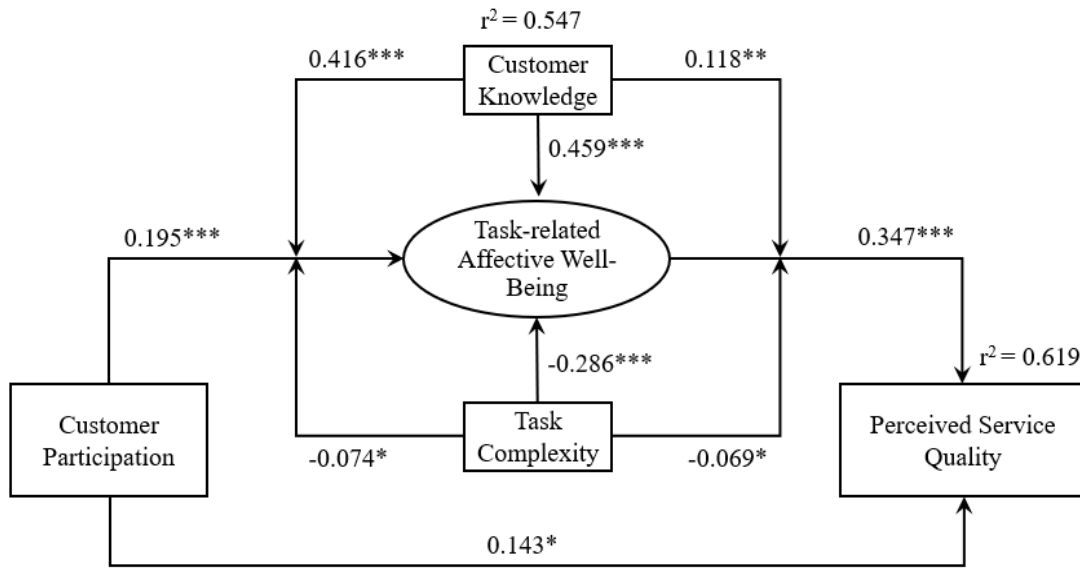 r² = 0.547
0.416***
Customer
Knowledge
0.118**
0.459***
0.195***
Task-related
Affective Well-
Being
0.347***
-0.286***
r² = 0.619
Customer
Participation
Task
Complexity
Perceived Service
Quality
-0.074*
-0.069*
0.143*